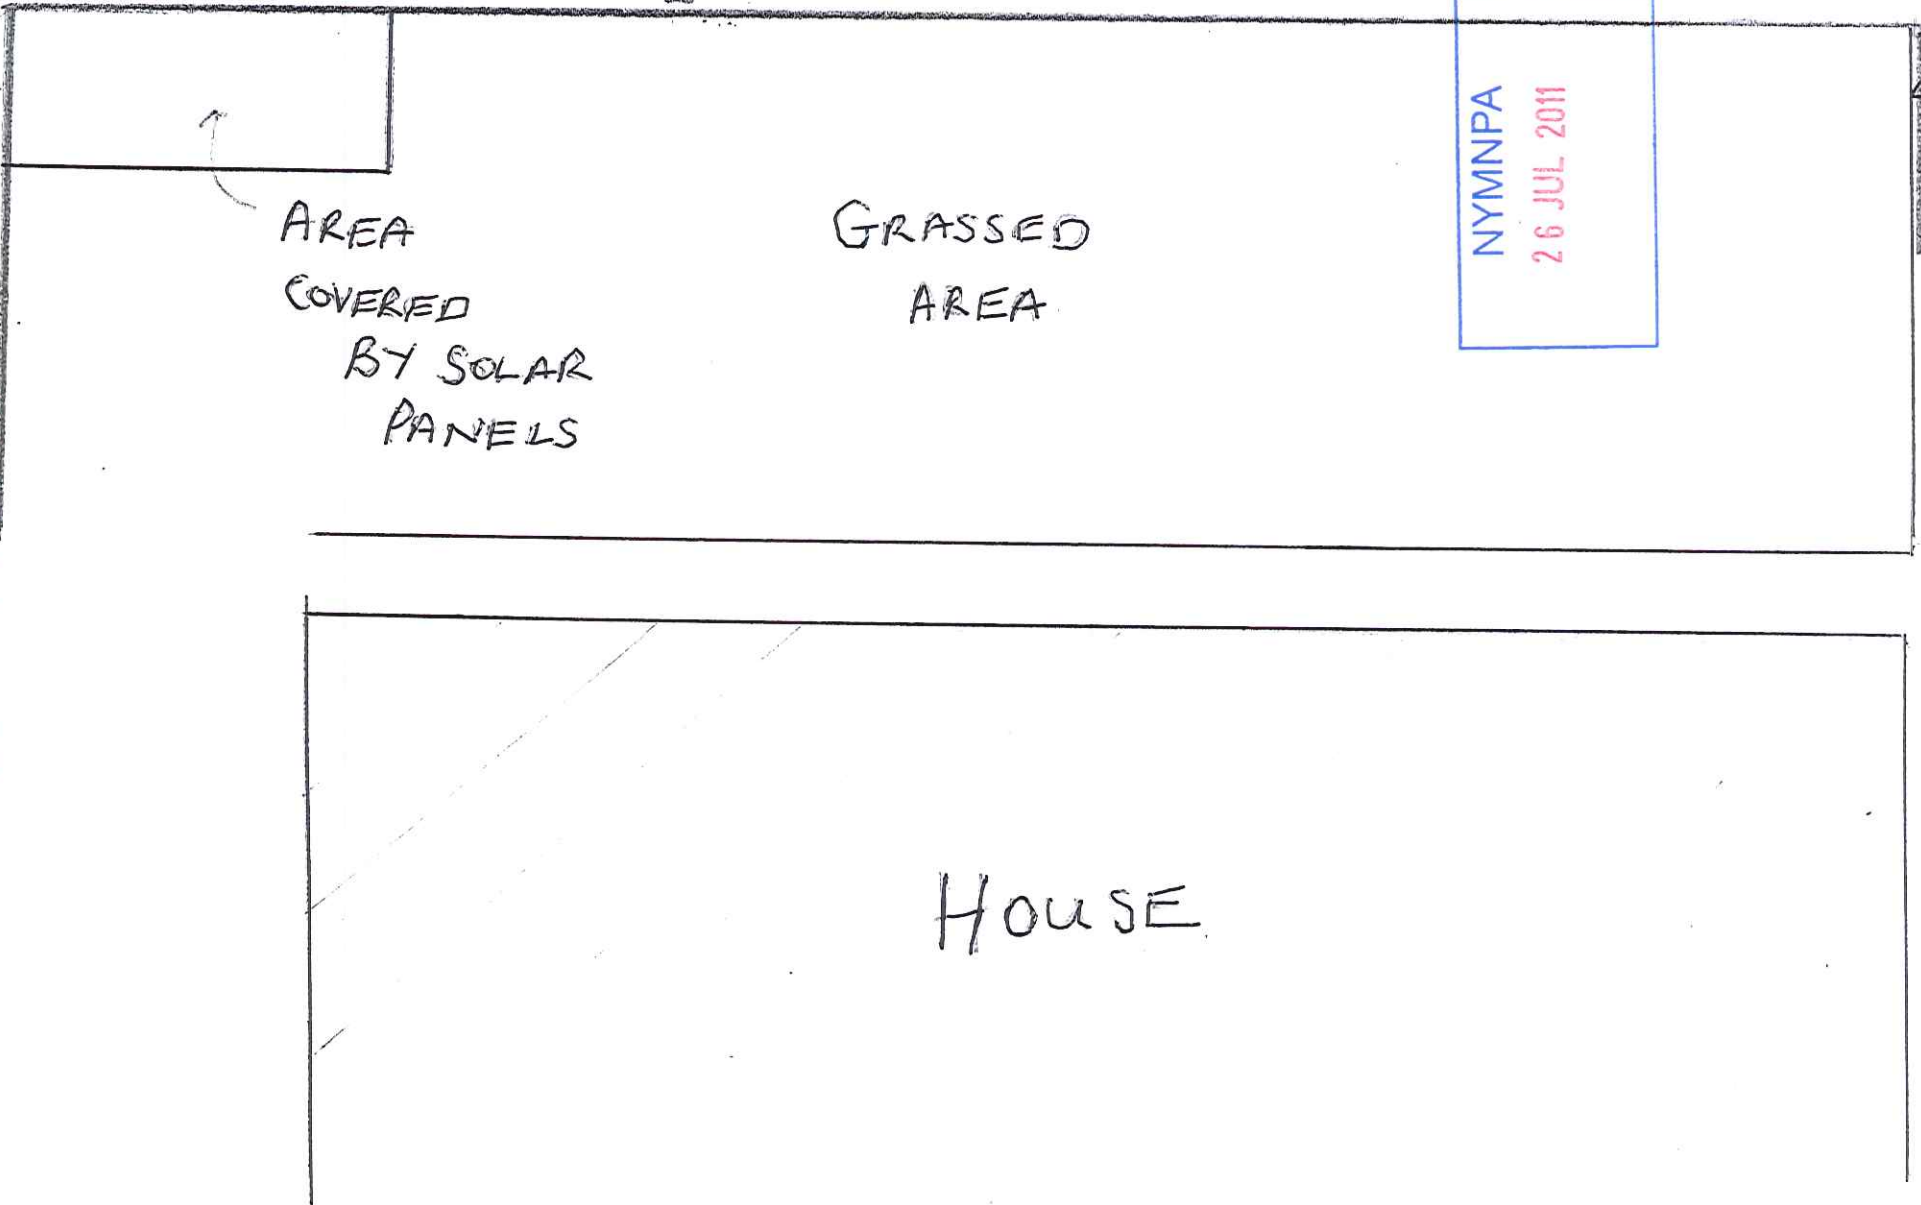 AREA
COVERED
BY SOLAR
PANELS
GRASSED
AREA
NYMNPA
26 JUL 2011
HOUSE